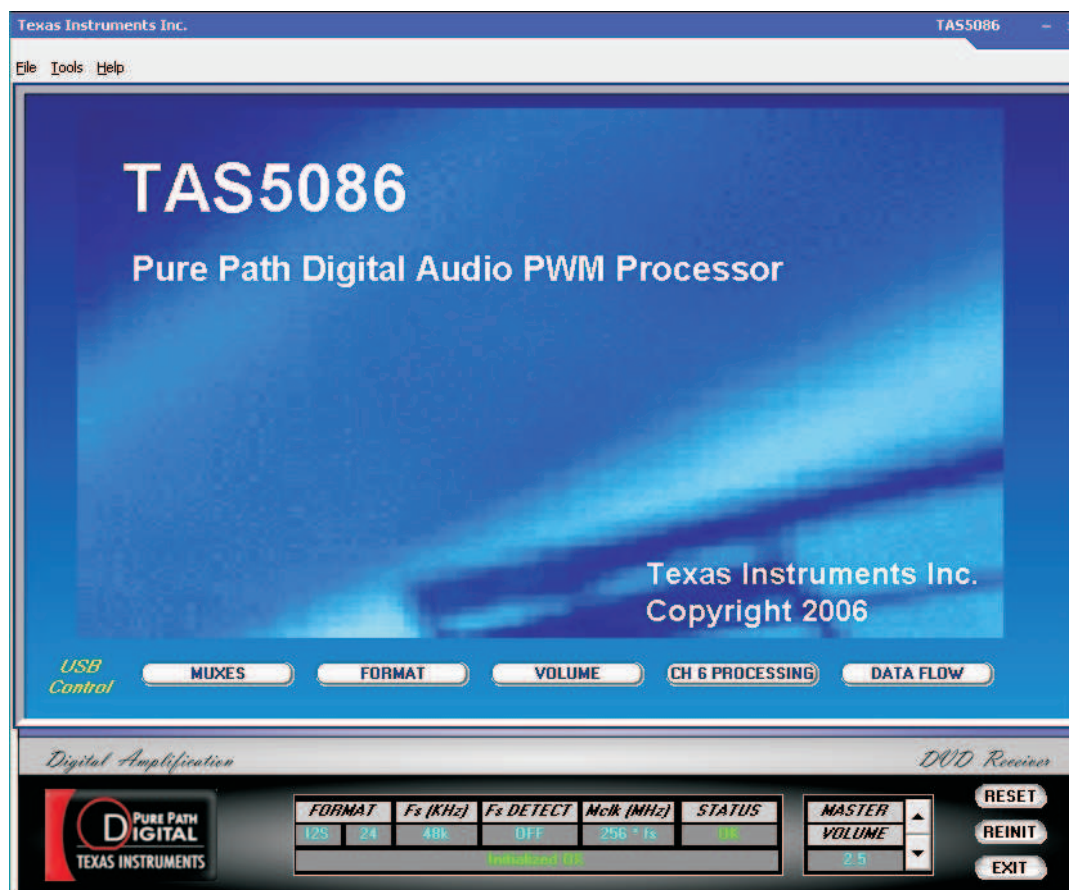 Texas Instruments Inc. TAS5086
File Tools Help
TAS5086
Pure Path Digital Audio PWM Processor
Texas Instruments Inc.
Copyright 2006
USB
Control
MUXES FORMAT VOLUME CH 6 PROCESSING DATA FLOW
Digital Amplification DVD Receiver
PURE PATH
DIGITAL
TEXAS INSTRUMENTS
FORMAT Fs (KHz) Fs DETECT Mclk (MHz) STATUS
I2S 24 48k OFF 256 * fs OK
Initialized OK
MASTER
VOLUME
2.5
RESET
REINIT
EXIT